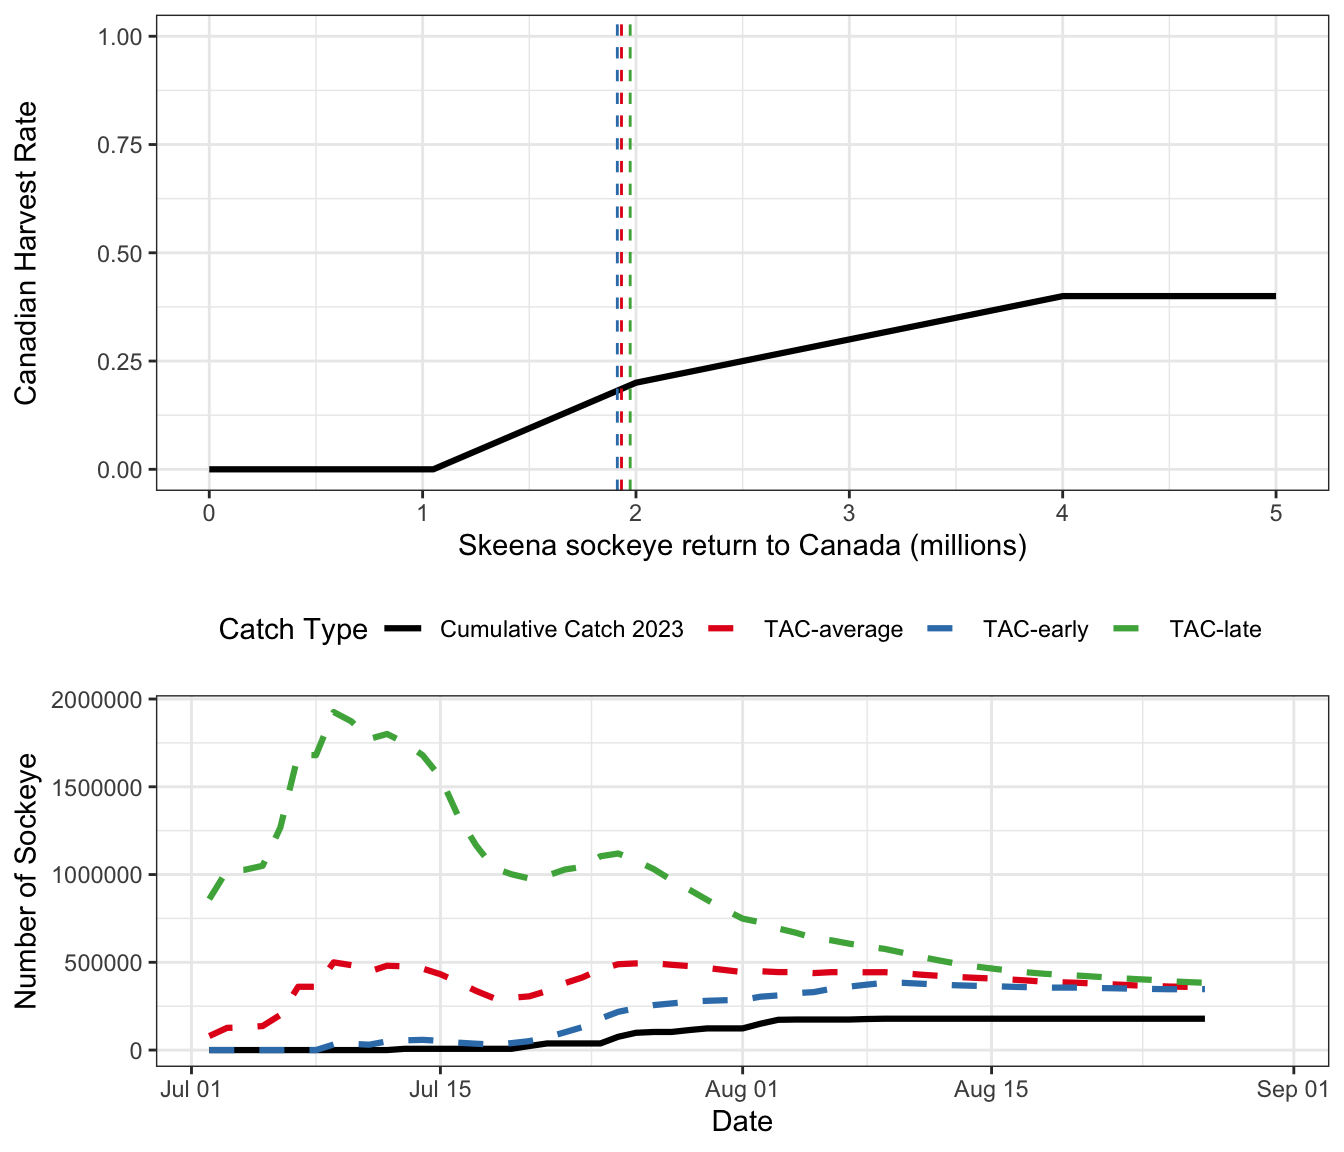 1.00
0.75
0.50
0.25
0.00
Canadian Harvest Rate
0 1 2 3 4 5
Skeena sockeye return to Canada (millions)
Catch Type Cumulative Catch 2023 TAC-average TAC-early TAC-late
2000000
1500000
1000000
500000
0
Number of Sockeye
Jul 01 Jul 15 Aug 01 Aug 15 Sep 01
Date